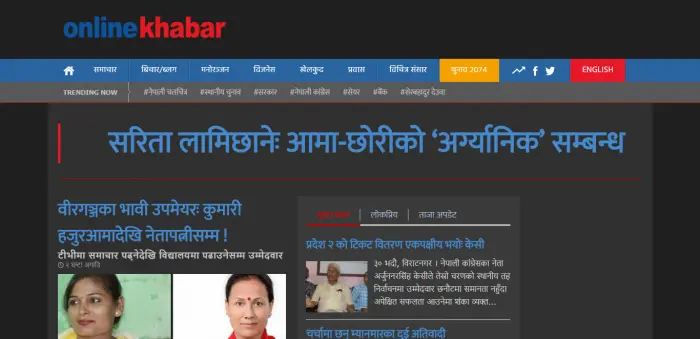 onlinekhabar
समाचार
विचार/ब्लग
मनोरञ्जन
विजनेस
खेलकुद
प्रवास
विचित्र संसार
चुनाव 2074
ENGLISH
TRENDING NOW
#नेपाली चलचित्र
#स्थानीय चुनाव
#सरकार
#नेपाली कांग्रेस
#सेयर
#बैंक
#शेरबहादुर देउवा
सरिता लामिछानेः आमा-छोरीको ‘अर्ग्यानिक’ सम्बन्ध
वीरगञ्जका भावी उपमेयरः कुमारी
हजुरआमादेखि नेतापत्नीसम्म !
टीभीमा समाचार पढ्नेदेखि विद्यालयमा पढाउनेसम्म उम्मेदवार
२ घण्टा अगाडि
लोकप्रिय
ताजा अपडेट
प्रदेश २ को टिकट वितरण एकपक्षीय भयोः केसी
३० भदौ, विराटनगर । नेपाली कांग्रेसका नेता
अर्जुननरसिंह केसीले तेस्रो चरणको स्थानीय तह
निर्वाचनमा उम्मेदवार छनौटमा समानता नहुँदा
अपेक्षित सफलता आउनेमा शंका व्यक्त...
चर्चामा छन् म्यानमारका दुई अतिवादी